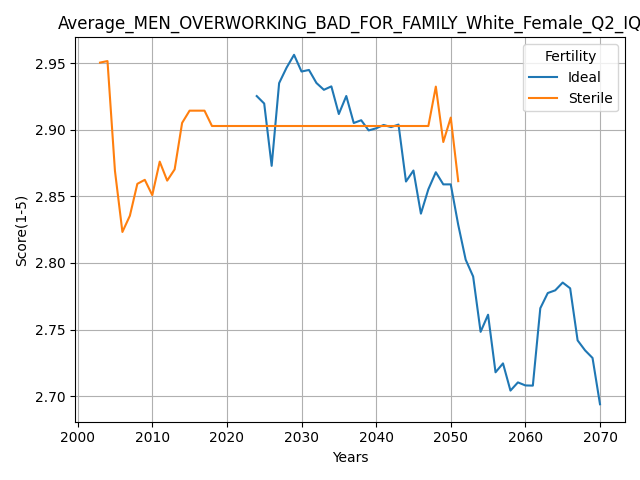 Average_MEN_OVERWORKING_BAD_FOR_FAMILY_White_Female_Q2_IQ
Fertility
Ideal
Sterile
2.95
2.90
2.85
2.80
2.75
2.70
Score(1-5)
2000 2010 2020 2030 2040 2050 2060 2070
Years